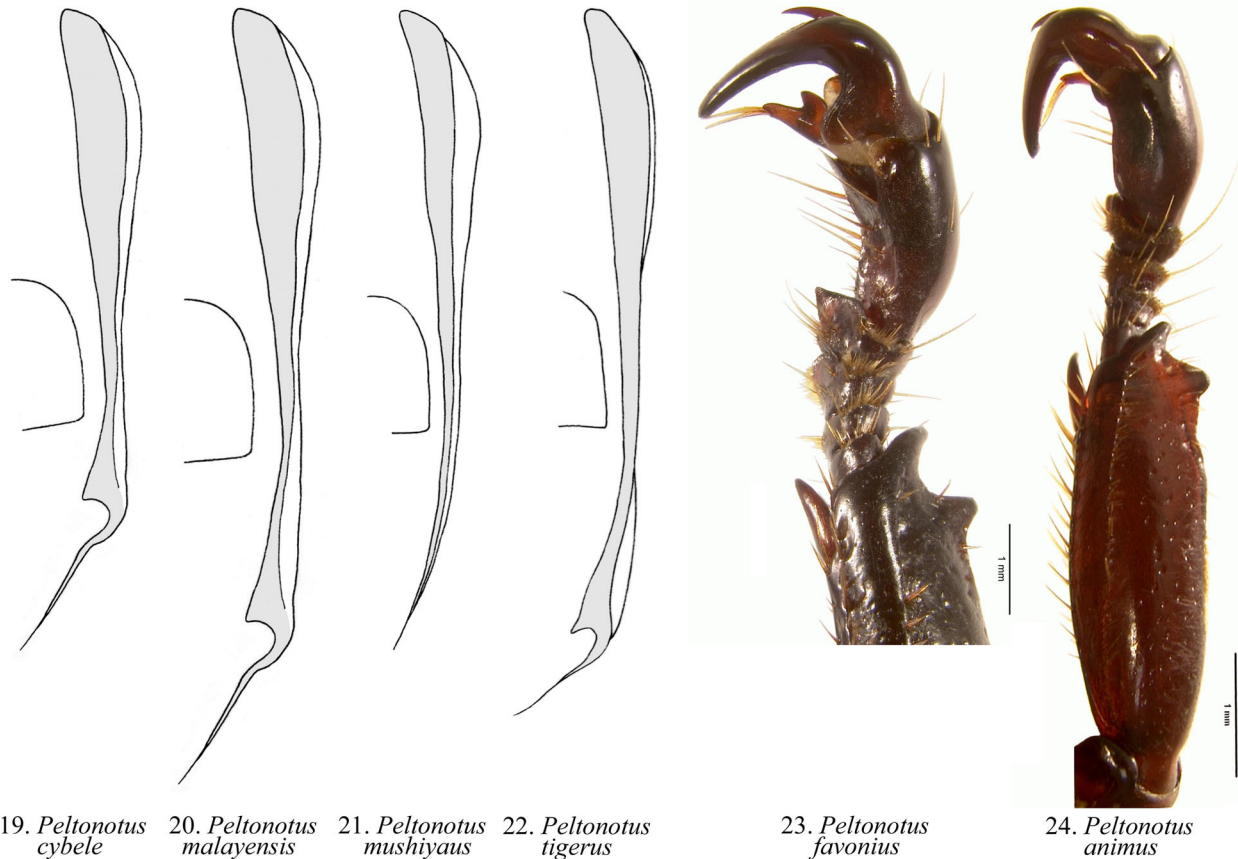 1 mm
1 mm
19. Peltonotus
cybele
20. Peltonotus
malayensis
21. Peltonotus
mushiyaus
22. Peltonotus
tigerus
23. Peltonotus
favonius
24. Peltonotus
animus